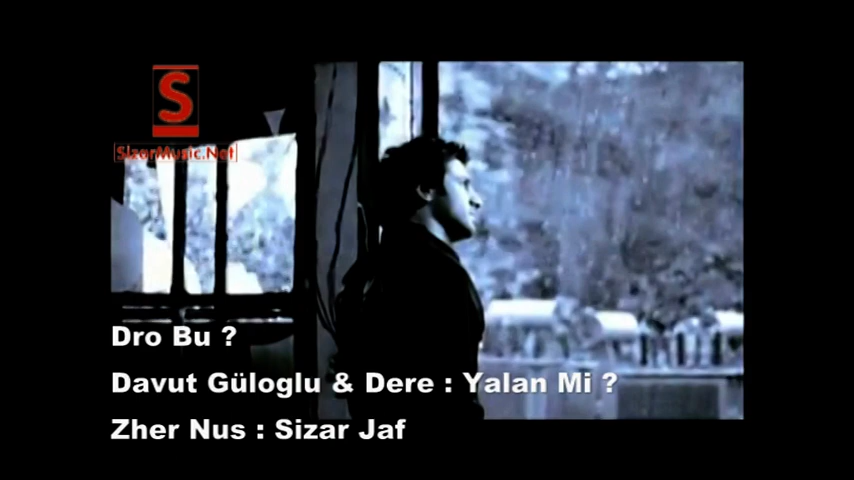 S
SizarMusic.Net
Dro Bu ?
Davut Güloglu & Dere : Yalan Mi ?
Zher Nus : Sizar Jaf